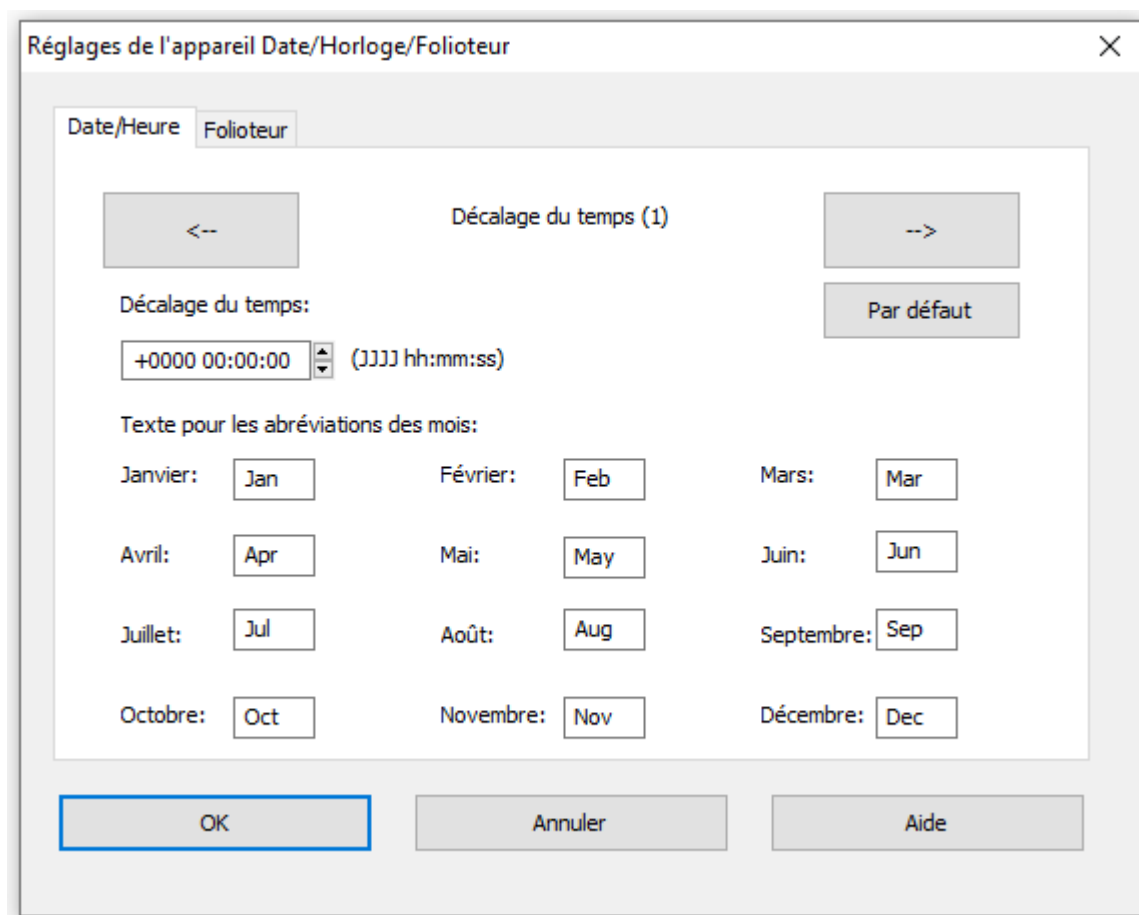 Réglages de l'appareil Date/Horloge/Folioteur
Date/Heure Folioteur
<-- Décalage du temps (1) -->
Décalage du temps: Par défaut
+0000 00:00:00 (JJJJ hh:mm:ss)
Texte pour les abréviations des mois:
Janvier: Jan Février: Feb Mars: Mar
Avril: Apr Mai: May Juin: Jun
Juillet: Jul Août: Aug Septembre: Sep
Octobre: Oct Novembre: Nov Décembre: Dec
OK Annuler Aide